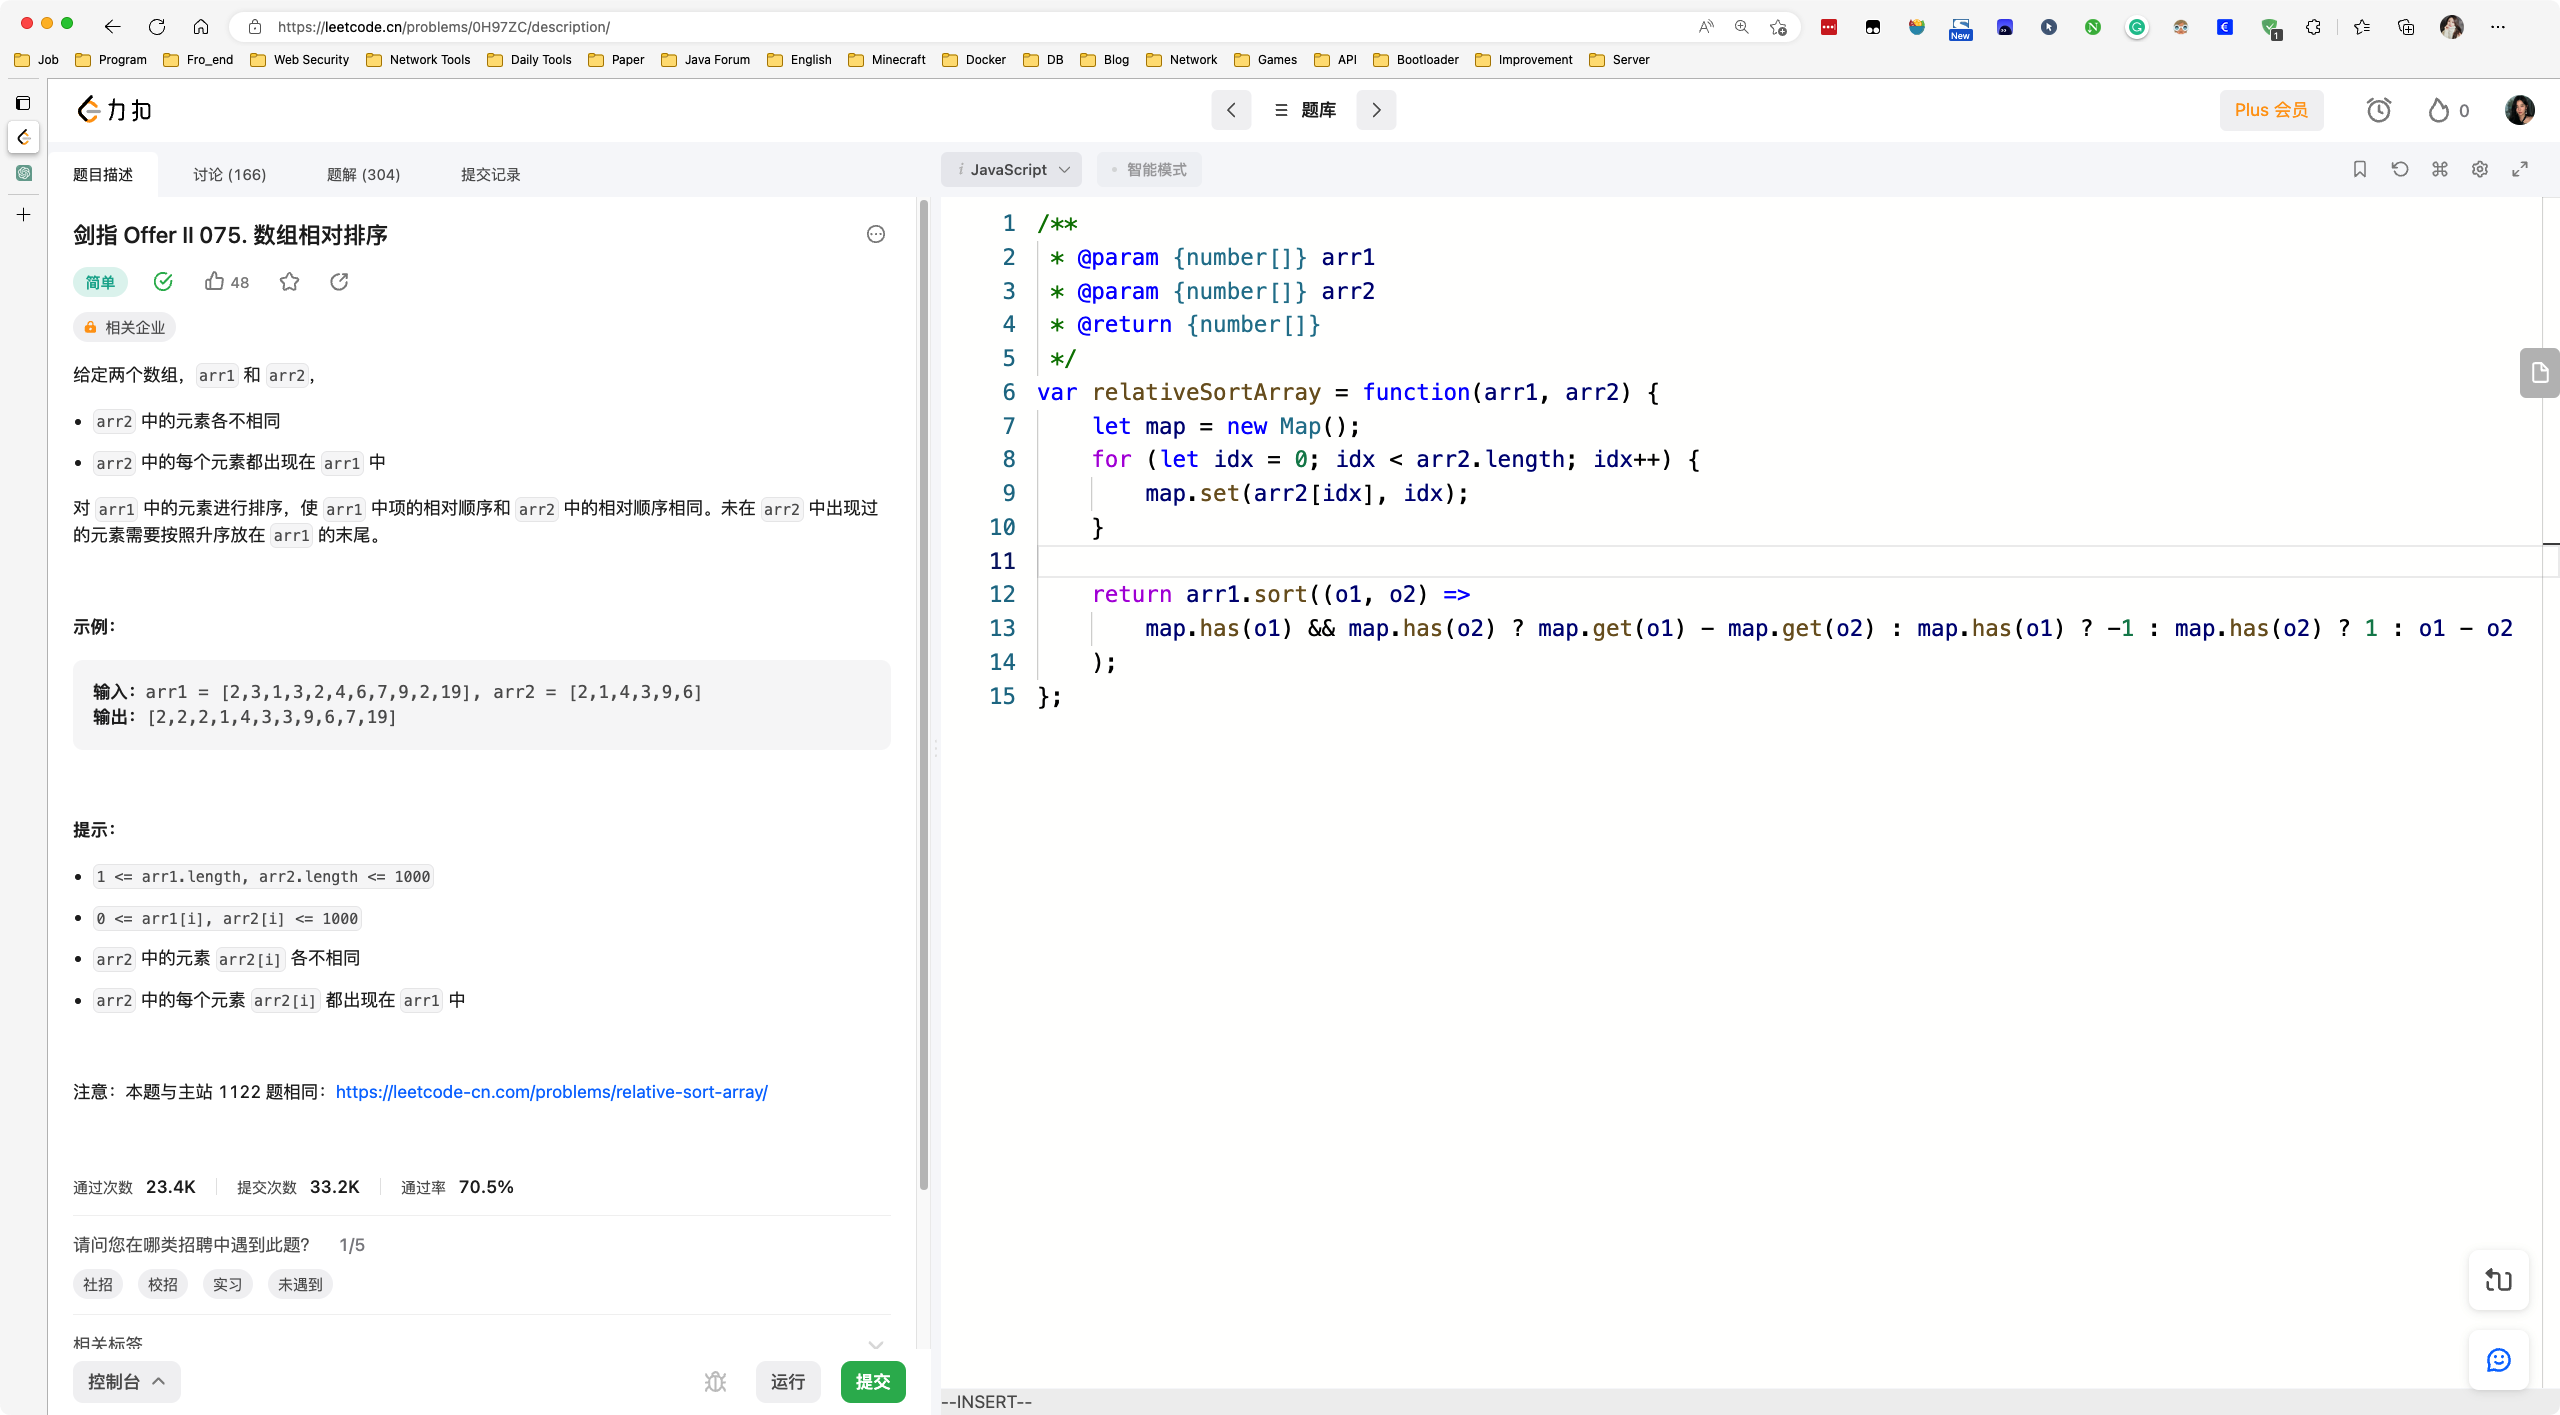 https://leetcode.cn/problems/0H97ZC/description/
New
1
Job Program Fro_end Web Security Network Tools Daily Tools Paper Java Forum English Minecraft Docker DB Blog Network Games API Bootloader Improvement Server
力扣
题库
Plus 会员
0
题目描述 讨论 (166) 题解 (304) 提交记录
剑指 Offer II 075. 数组相对排序
简单 48
相关企业
给定两个数组，arr1 和 arr2，
arr2 中的元素各不相同
arr2 中的每个元素都出现在 arr1 中
对 arr1 中的元素进行排序，使 arr1 中项的相对顺序和 arr2 中的相对顺序相同。未在 arr2 中出现过
的元素需要按照升序放在 arr1 的末尾。
示例：
输入：arr1 = [2,3,1,3,2,4,6,7,9,2,19], arr2 = [2,1,4,3,9,6]
输出：[2,2,2,1,4,3,3,9,6,7,19]
提示：
1 <= arr1.length, arr2.length <= 1000
0 <= arr1[i], arr2[i] <= 1000
arr2 中的元素 arr2[i] 各不相同
arr2 中的每个元素 arr2[i] 都出现在 arr1 中
注意：本题与主站 1122 题相同：https://leetcode-cn.com/problems/relative-sort-array/
通过次数 23.4K 提交次数 33.2K 通过率 70.5%
请问您在哪类招聘中遇到此题？ 1/5
社招 校招 实习 未遇到
相关标签
控制台 运行 提交
i JavaScript 智能模式
1 /**
2  * @param {number[]} arr1
3  * @param {number[]} arr2
4  * @return {number[]}
5  */
6 var relativeSortArray = function(arr1, arr2) {
7     let map = new Map();
8     for (let idx = 0; idx < arr2.length; idx++) {
9         map.set(arr2[idx], idx);
10     }
11
12     return arr1.sort((o1, o2) =>
13         map.has(o1) && map.has(o2) ? map.get(o1) - map.get(o2) : map.has(o1) ? -1 : map.has(o2) ? 1 : o1 - o2
14     );
15 };
--INSERT--